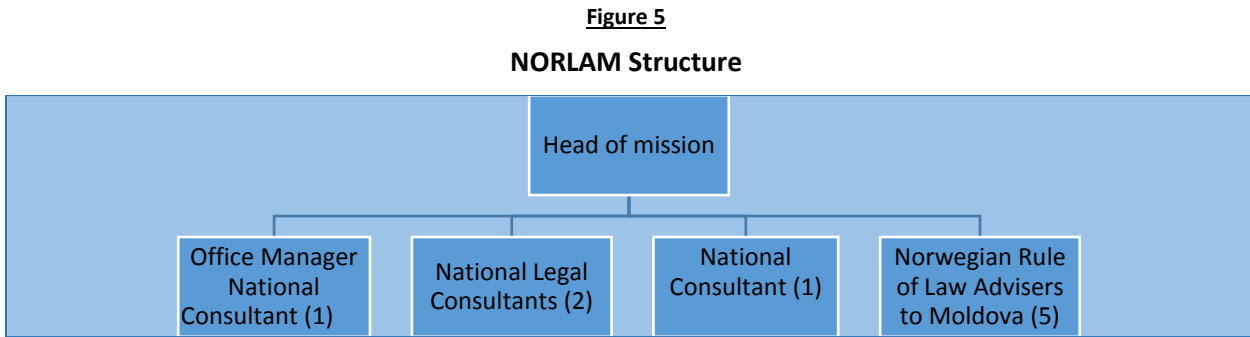 Figure 5
NORLAM Structure
Head of mission
Office Manager
National
Consultant (1)
National Legal
Consultants (2)
National
Consultant (1)
Norwegian Rule
of Law Advisers
to Moldova (5)